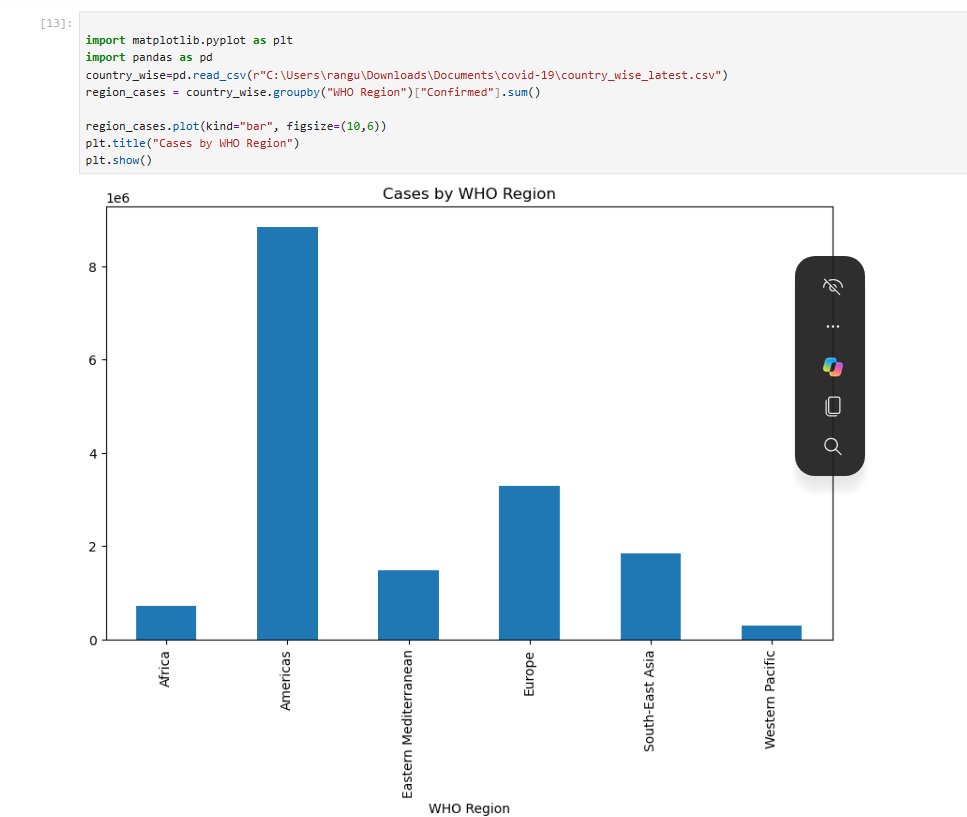 [13]:
import matplotlib.pyplot as plt
import pandas as pd
country_wise=pd.read_csv(r"C:\Users\rangu\Downloads\Documents\covid-19\country_wise_latest.csv")
region_cases = country_wise.groupby("WHO Region")["Confirmed"].sum()
region_cases.plot(kind="bar", figsize=(10,6))
plt.title("Cases by WHO Region")
plt.show()
Cases by WHO Region
1e6
8
6
4
2
0
Africa
Americas
Eastern Mediterranean
Europe
South-East Asia
Western Pacific
WHO Region